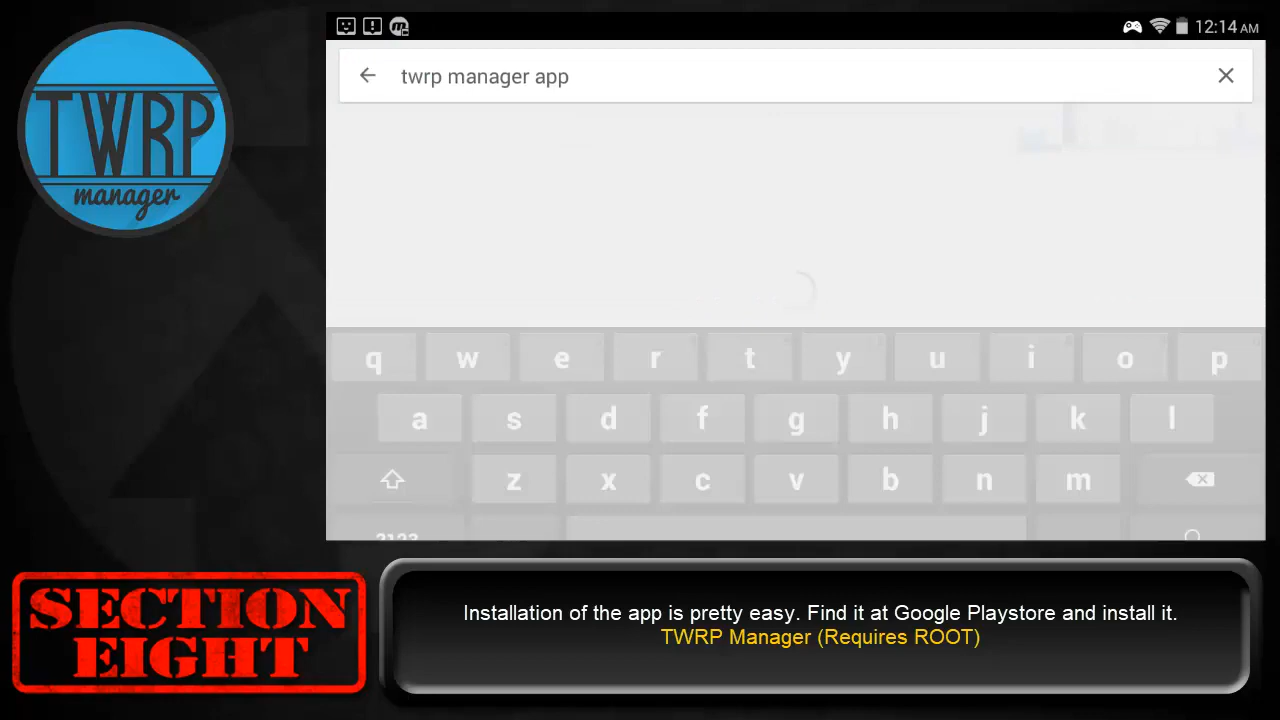 TWRP
manager
12:14 AM
twrp manager app
q w e r t y u i o p
a s d f g h j k l
z x c v b n m
?123
SECTION
EIGHT
Installation of the app is pretty easy. Find it at Google Playstore and install it.
TWRP Manager (Requires ROOT)